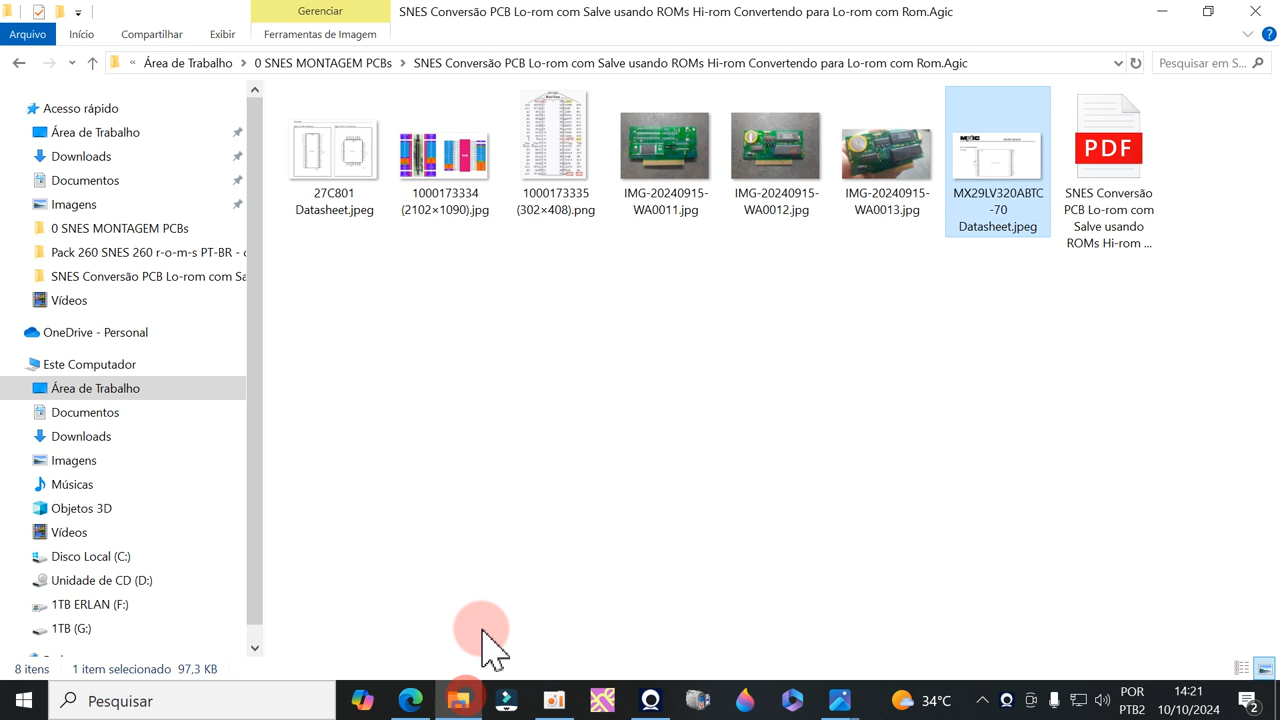 Gerenciar
SNES Conversão PCB Lo-rom com Salve usando ROMs Hi-rom Convertendo para Lo-rom com Rom.Agic
Arquivo
Início
Compartilhar
Exibir
Ferramentas de Imagem
«
Área de Trabalho
0 SNES MONTAGEM PCBs
SNES Conversão PCB Lo-rom com Salve usando ROMs Hi-rom Convertendo para Lo-rom com Rom.Agic
Pesquisar em S...
Acesso rápido
Área de Trabalho
Downloads
Documentos
Imagens
0 SNES MONTAGEM PCBs
Pack 260 SNES 260 r-o-m-s PT-BR -
SNES Conversão PCB Lo-rom com Sa
Vídeos
OneDrive - Personal
Este Computador
Área de Trabalho
Documentos
Downloads
Imagens
Músicas
Objetos 3D
Vídeos
Disco Local (C:)
Unidade de CD (D:)
1TB ERLAN (F:)
1TB (G:)
27C801
Datasheet.jpeg
1000173334
(2102×1090).jpg
1000173335
(302×408).png
IMG-20240915-
WA0011.jpg
IMG-20240915-
WA0012.jpg
IMG-20240915-
WA0013.jpg
MX29LV320ABTC
-70
Datasheet.jpeg
PDF
SNES Conversão
PCB Lo-rom com
Salve usando
ROMs Hi-rom ...
8 itens
1 item selecionado 97,3 KB
Pesquisar
34°C
POR
PTB2
14:21
10/10/2024
2